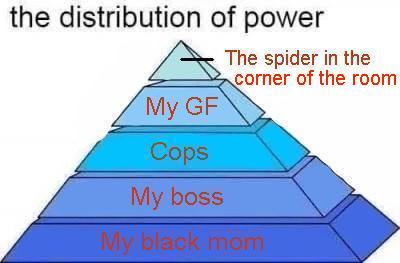 the distribution of power
The spider in the
corner of the room
My GF
Cops
My boss
My black mom